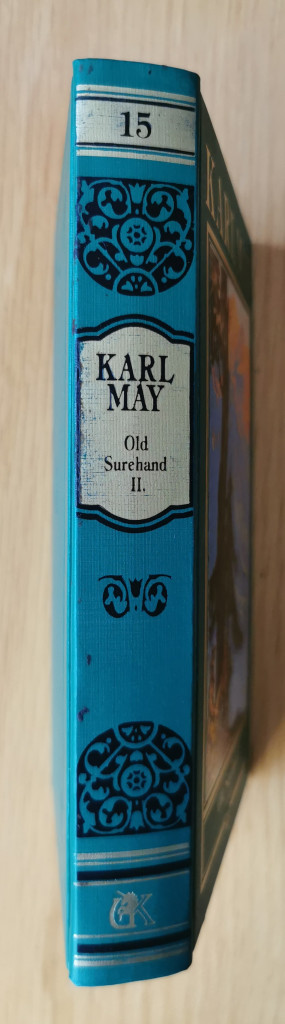 15
KARL
MAY
Old
Surehand
II.